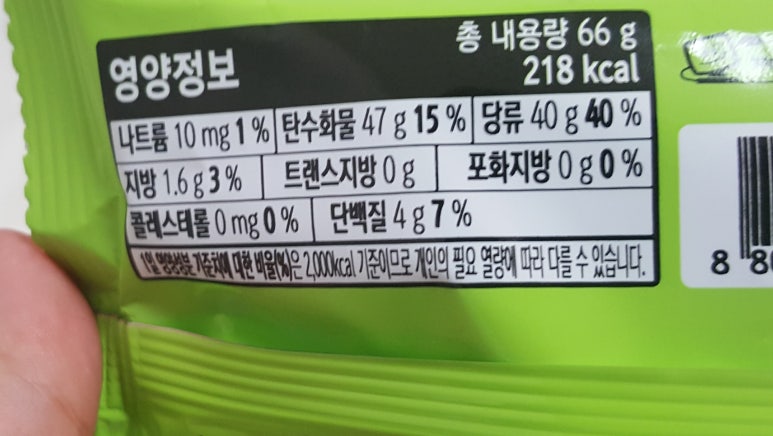 영양정보
총 내용량 66 g
218 kcal
나트륨 10 mg 1 % 탄수화물 47 g 15 % 당류 40 g 40 %
지방 1.6 g 3 % 트랜스지방 0 g 포화지방 0 g 0 %
콜레스테롤 0 mg 0 % 단백질 4 g 7 %
1일 영양성분 기준치에 대한 비율(%)은 2,000kcal 기준이므로 개인의 필요 열량에 따라 다를 수 있습니다.
8